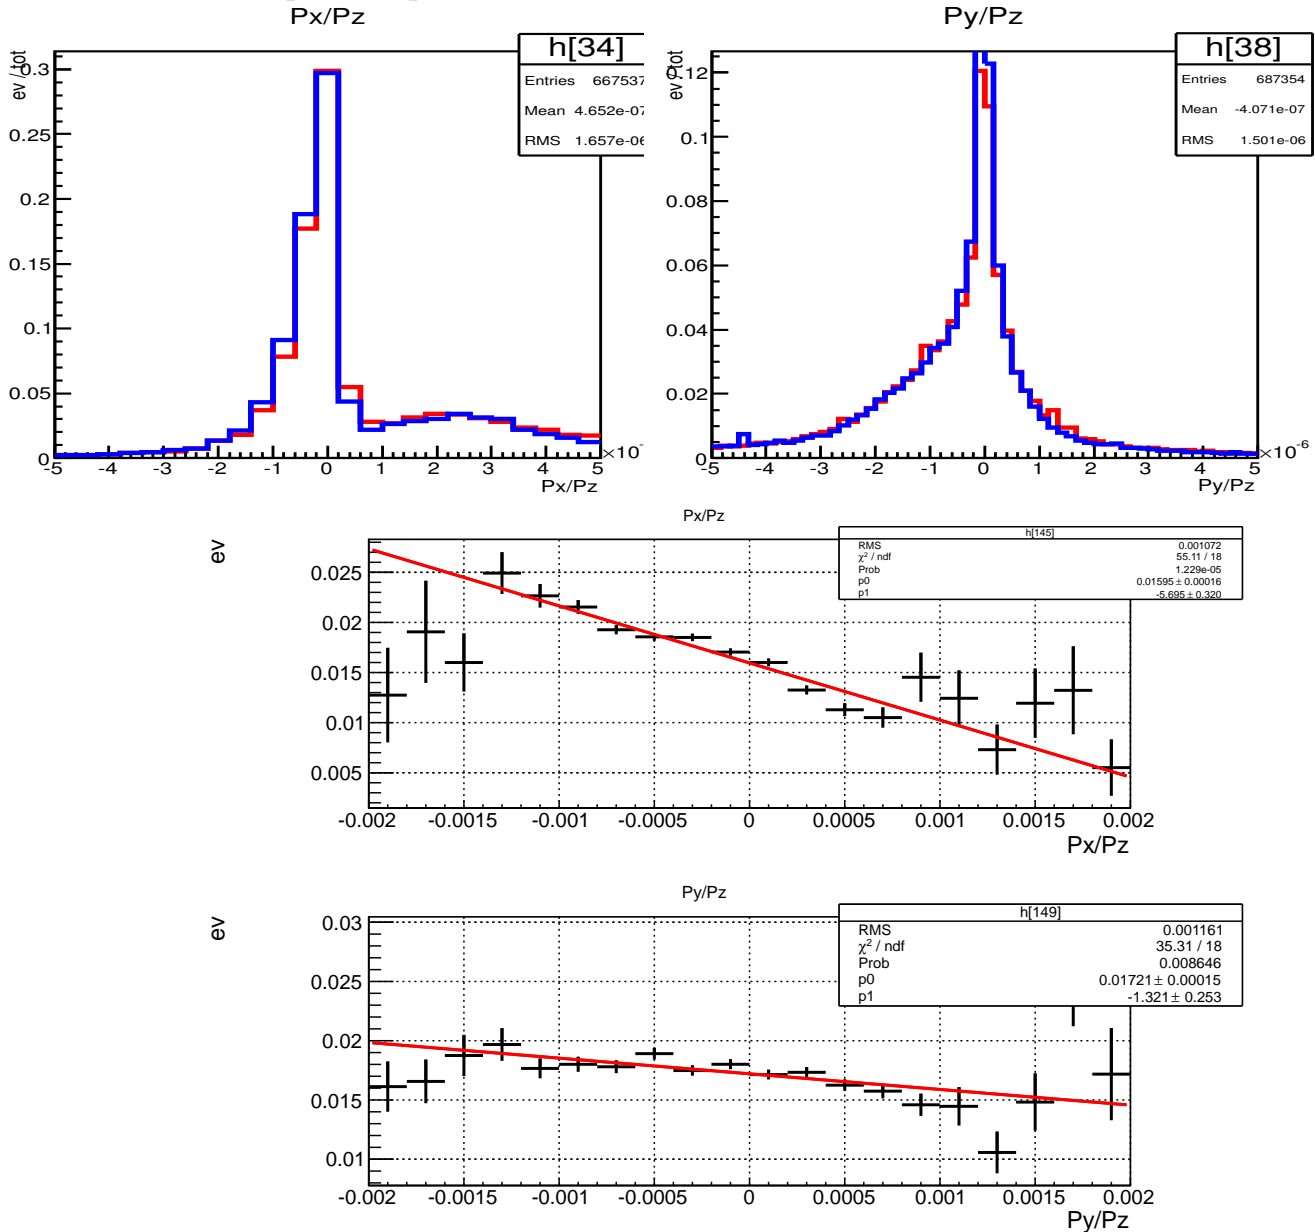 Px/Pz
ev / tot
h[34]
Entries 667537
Mean 4.652e-07
RMS 1.657e-06
0.3
0.25
0.2
0.15
0.1
0.05
0
-5 -4 -3 -2 -1 0 1 2 3 4 5
×10
Px/Pz
Py/Pz
ev / tot
h[38]
Entries 687354
Mean -4.071e-07
RMS 1.501e-06
0.12
0.1
0.08
0.06
0.04
0.02
0
-5 -4 -3 -2 -1 0 1 2 3 4 5
×10-6
Py/Pz
Px/Pz
ev
h[145]
RMS 0.001072
χ2 / ndf 55.11 / 18
Prob 1.229e-05
p0 0.01595 ± 0.00016
p1 -5.695 ± 0.320
0.025
0.02
0.015
0.01
0.005
-0.002 -0.0015 -0.001 -0.0005 0 0.0005 0.001 0.0015 0.002
Px/Pz
Py/Pz
ev
h[149]
RMS 0.001161
χ2 / ndf 35.31 / 18
Prob 0.008646
p0 0.01721 ± 0.00015
p1 -1.321 ± 0.253
0.03
0.025
0.02
0.015
0.01
-0.002 -0.0015 -0.001 -0.0005 0 0.0005 0.001 0.0015 0.002
Py/Pz